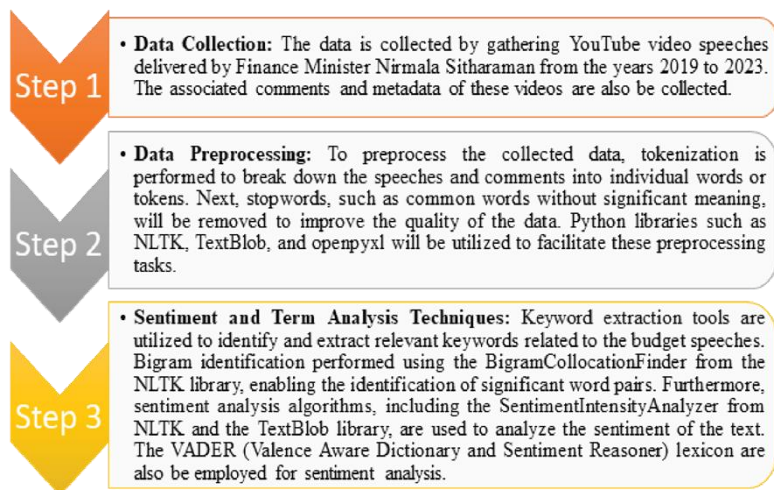 Step 1
• Data Collection: The data is collected by gathering YouTube video speeches
delivered by Finance Minister Nirmala Sitharaman from the years 2019 to 2023.
The associated comments and metadata of these videos are also be collected.
Step 2
• Data Preprocessing: To preprocess the collected data, tokenization is
performed to break down the speeches and comments into individual words or
tokens. Next, stopwords, such as common words without significant meaning,
will be removed to improve the quality of the data. Python libraries such as
NLTK, TextBlob, and openpyxl will be utilized to facilitate these preprocessing
tasks.
Step 3
• Sentiment and Term Analysis Techniques: Keyword extraction tools are
utilized to identify and extract relevant keywords related to the budget speeches.
Bigram identification performed using the BigramCollocationFinder from the
NLTK library, enabling the identification of significant word pairs. Furthermore,
sentiment analysis algorithms, including the SentimentIntensityAnalyzer from
NLTK and the TextBlob library, are used to analyze the sentiment of the text.
The VADER (Valence Aware Dictionary and Sentiment Reasoner) lexicon are
also be employed for sentiment analysis.